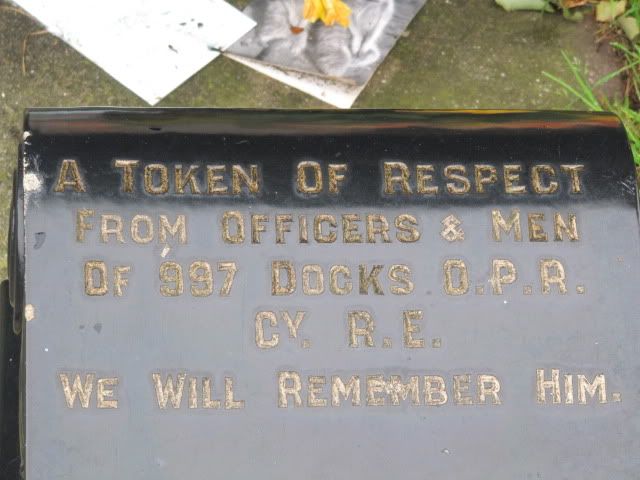 A TOKEN OF RESPECT
FROM OFFICERS & MEN
OF 997 DOCKS O.P.R.
CY. R.E.
WE WILL REMEMBER HIM.